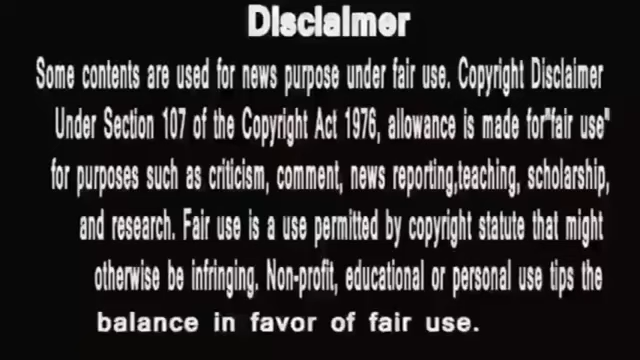 Disclaimer
Some contents are used for news purpose under fair use. Copyright Disclaimer
Under Section 107 of the Copyright Act 1976, allowance is made for"fair use"
for purposes such as criticism, comment, news reporting,teaching, scholarship,
and research. Fair use is a use permitted by copyright statute that might
otherwise be infringing. Non-profit, educational or personal use tips the
balance in favor of fair use.